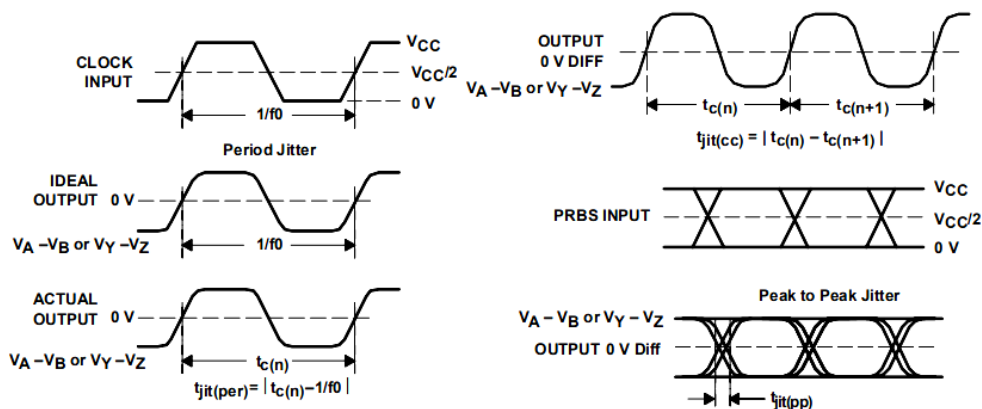 CLOCK
INPUT
VCC
VCC/2
0 V
1/f0
Period Jitter
IDEAL
OUTPUT 0 V
VA –VB or VY –VZ
1/f0
ACTUAL
OUTPUT 0 V
VA –VB or VY –VZ
tc(n)
tjit(per) = | tc(n) –1/f0 |
OUTPUT
0 V DIFF
VA –VB or VY –VZ
tc(n)
tc(n+1)
tjit(cc) = | tc(n) – tc(n+1) |
PRBS INPUT
VCC
VCC/2
0 V
Peak to Peak Jitter
VA – VB or VY – VZ
OUTPUT 0 V Diff
tjit(pp)